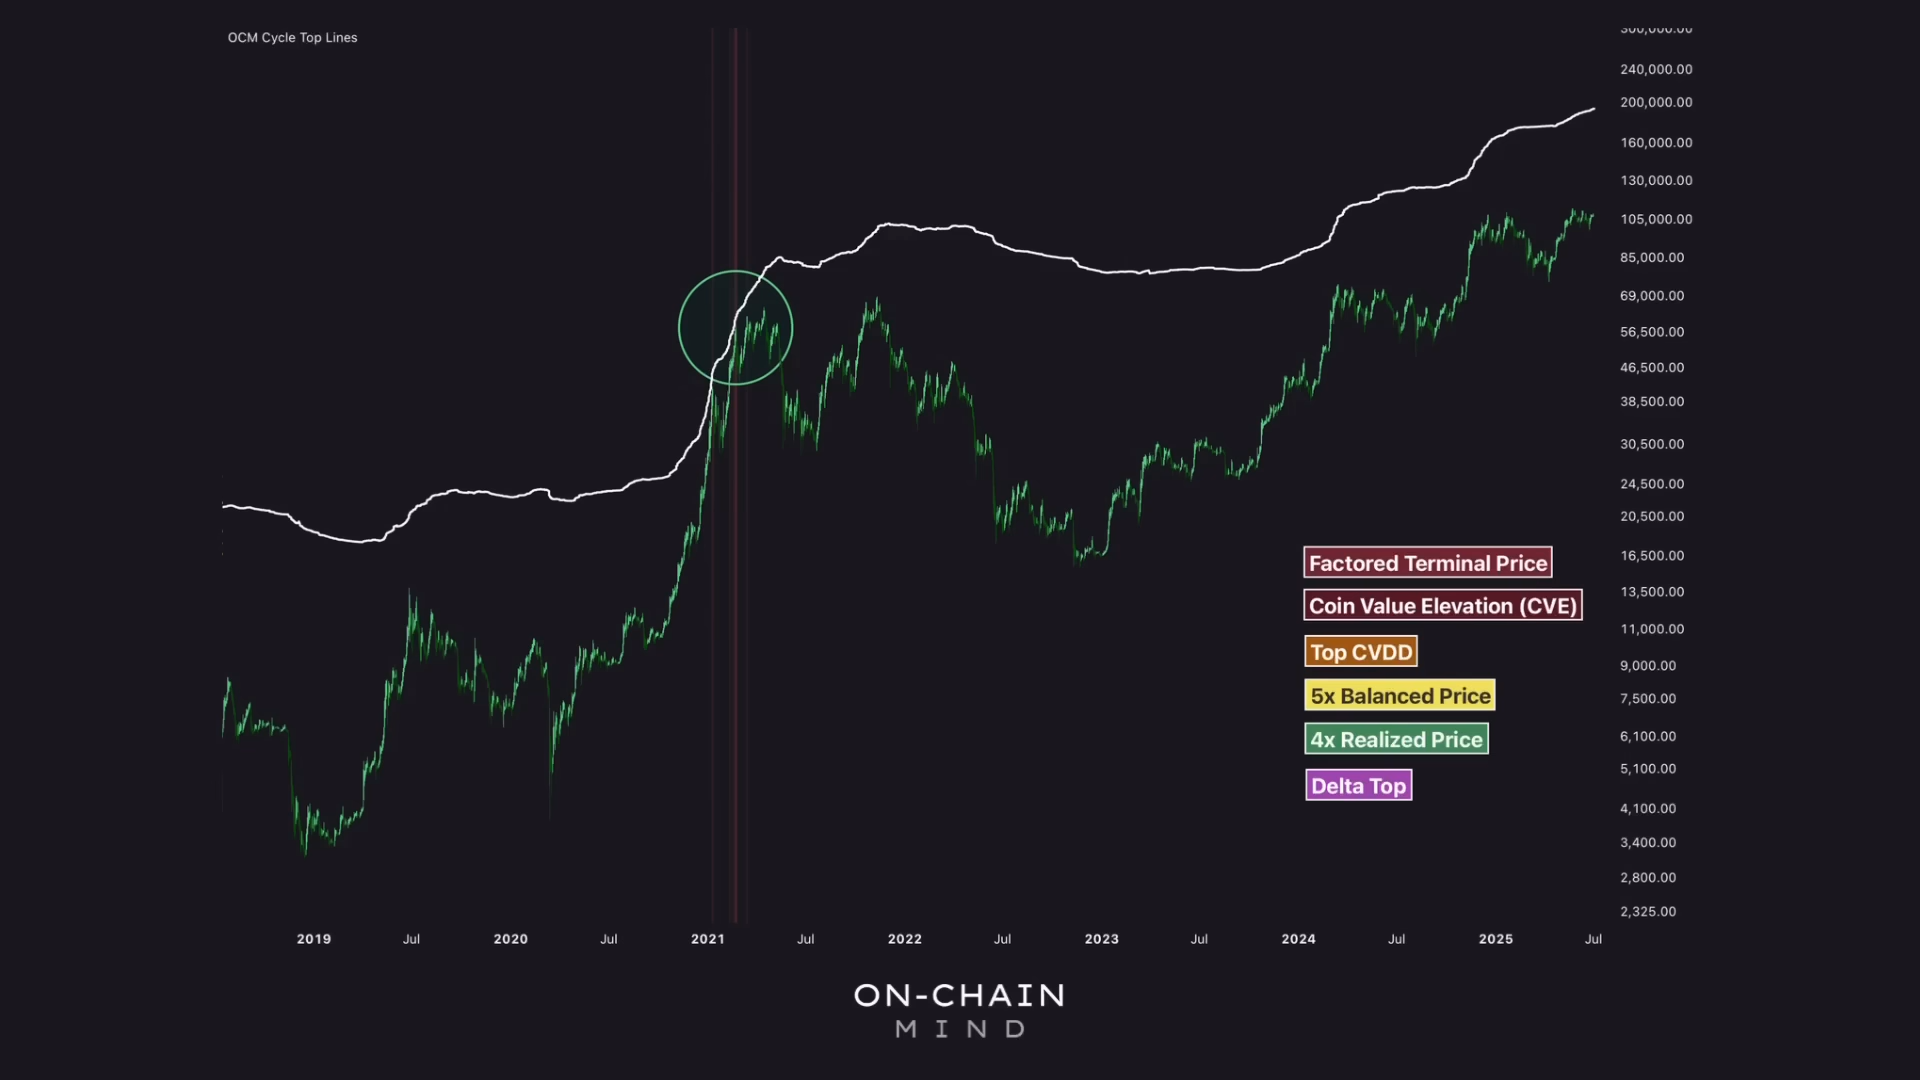 OCM Cycle Top Lines
300,000.00
240,000.00
200,000.00
160,000.00
130,000.00
105,000.00
85,000.00
69,000.00
56,500.00
46,500.00
38,500.00
30,500.00
24,500.00
20,500.00
16,500.00
13,500.00
11,000.00
9,000.00
7,500.00
6,100.00
5,100.00
4,100.00
3,400.00
2,800.00
2,325.00
Factored Terminal Price
Coin Value Elevation (CVE)
Top CVDD
5x Balanced Price
4x Realized Price
Delta Top
2019 Jul 2020 Jul 2021 Jul 2022 Jul 2023 Jul 2024 Jul 2025 Jul
ON-CHAIN
MIND